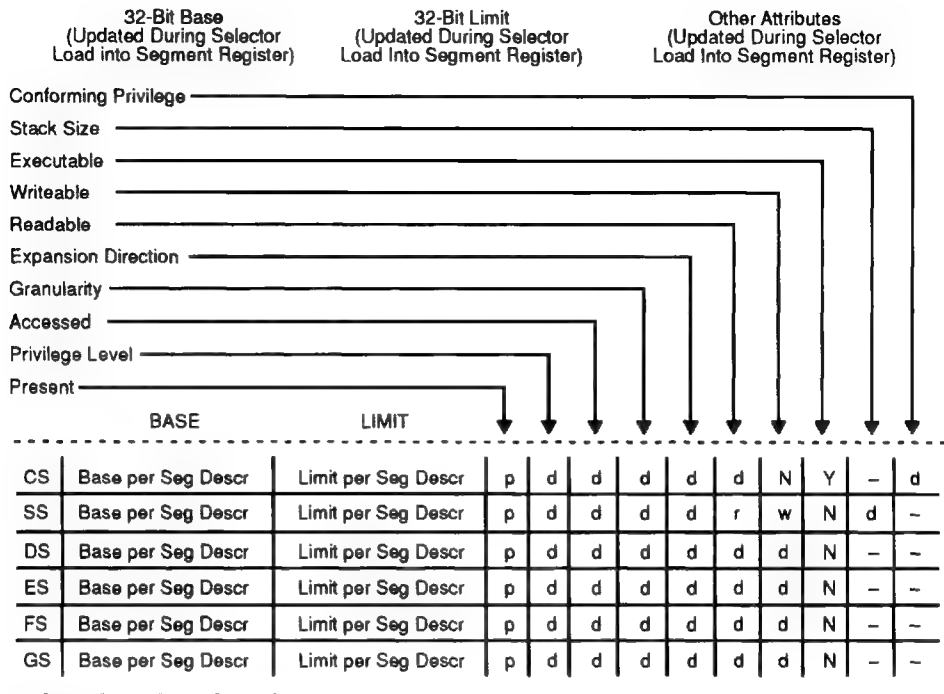 32-Bit Base
(Updated During Selector
Load into Segment Register)
32-Bit Limit
(Updated During Selector
Load Into Segment Register)
Other Attributes
(Updated During Selector
Load Into Segment Register)
Conforming Privilege
Stack Size
Executable
Writeable
Readable
Expansion Direction
Granularity
Accessed
Privilege Level
Present
BASE LIMIT
CS Base per Seg Descr Limit per Seg Descr p d d d d d N Y – d
SS Base per Seg Descr Limit per Seg Descr p d d d d r w N d –
DS Base per Seg Descr Limit per Seg Descr p d d d d d d N – –
ES Base per Seg Descr Limit per Seg Descr p d d d d d d N – –
FS Base per Seg Descr Limit per Seg Descr p d d d d d d N – –
GS Base per Seg Descr Limit per Seg Descr p d d d d d d N – –